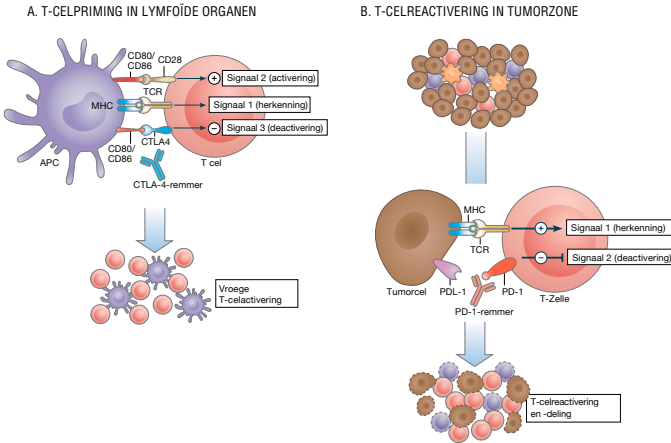 A. T-CELPRIMING IN LYMFOÏDE ORGANEN
CD80/
CD86
CD28
Signaal 2 (activering)
TCR
MHC
Signaal 1 (herkenning)
Signaal 3 (deactivering)
CD80/
CD86
CTLA4
APC
T cel
CTLA-4-remmer
Vroege
T-celactivering
B. T-CELREACTIVERING IN TUMORZONE
MHC
Signaal 1 (herkenning)
TCR
Signaal 2 (deactivering)
Tumorcel
PDL-1
PD-1
T-Zelle
PD-1-remmer
T-celreactivering
en -deling